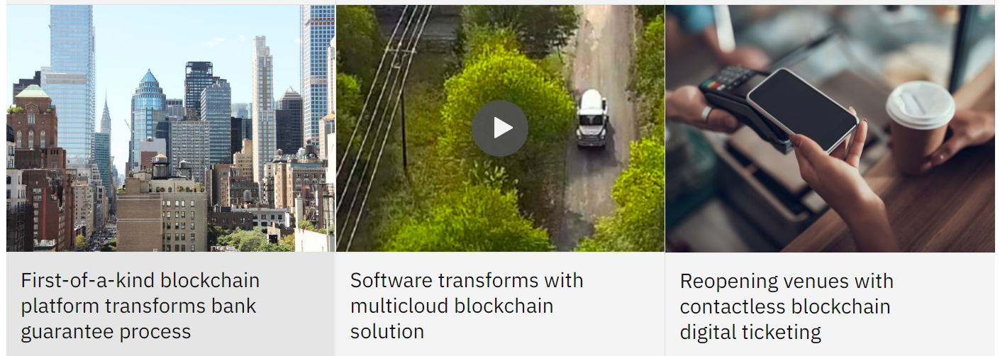 First-of-a-kind blockchain
platform transforms bank
guarantee process
Software transforms with
multicloud blockchain
solution
Reopening venues with
contactless blockchain
digital ticketing